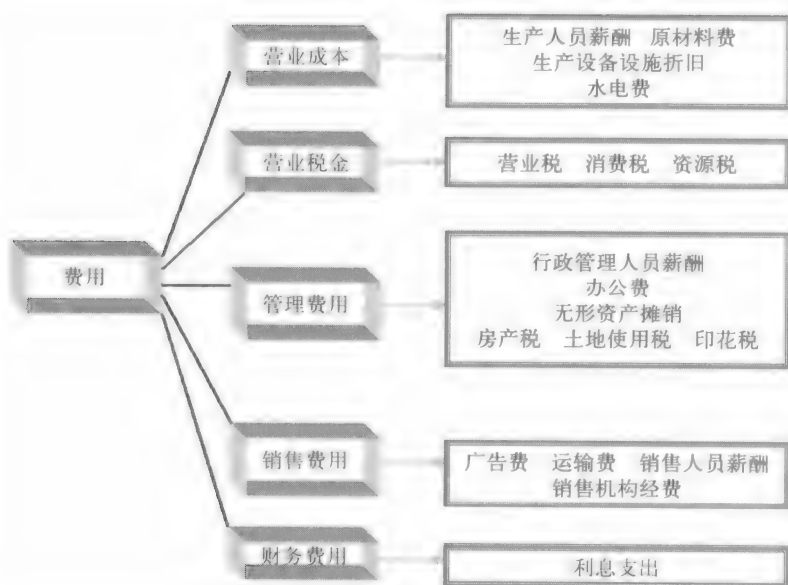 营业成本
生产人员薪酬 原材料费
生产设备设施折旧
水电费
营业税金
营业税 消费税 资源税
费用
管理费用
行政管理人员薪酬
办公费
无形资产摊销
房产税 土地使用税 印花税
销售费用
广告费 运输费 销售人员薪酬
销售机构经费
财务费用
利息支出